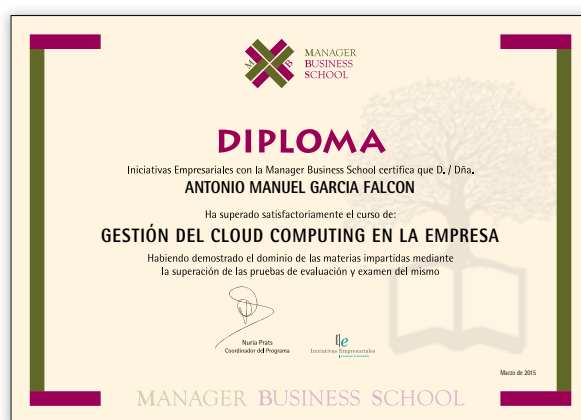 M B
MANAGER
BUSINESS
SCHOOL
DIPLOMA
Iniciativas Empresariales con la Manager Business School certifica que D. / Dña.
ANTONIO MANUEL GARCIA FALCON
Ha superado satisfactoriamente el curso de:
GESTIÓN DEL CLOUD COMPUTING EN LA EMPRESA
Habiendo demostrado el dominio de las materias impartidas mediante
la superación de las pruebas de evaluación y examen del mismo
Nuria Prats
Coordinador del Programa
Iniciativas Empresariales
Marzo de 2015
MANAGER BUSINESS SCHOOL